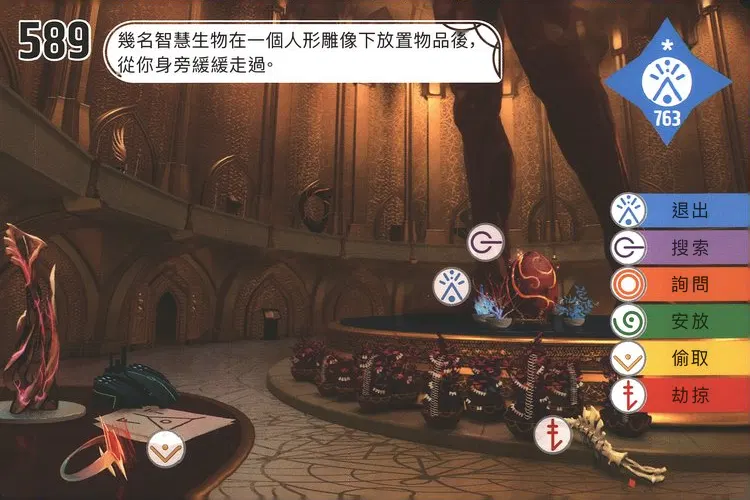 589
幾名智慧生物在一個人形雕像下放置物品後,
從你身旁緩緩走過。
*
763
退出
搜索
詢問
安放
偷取
劫掠